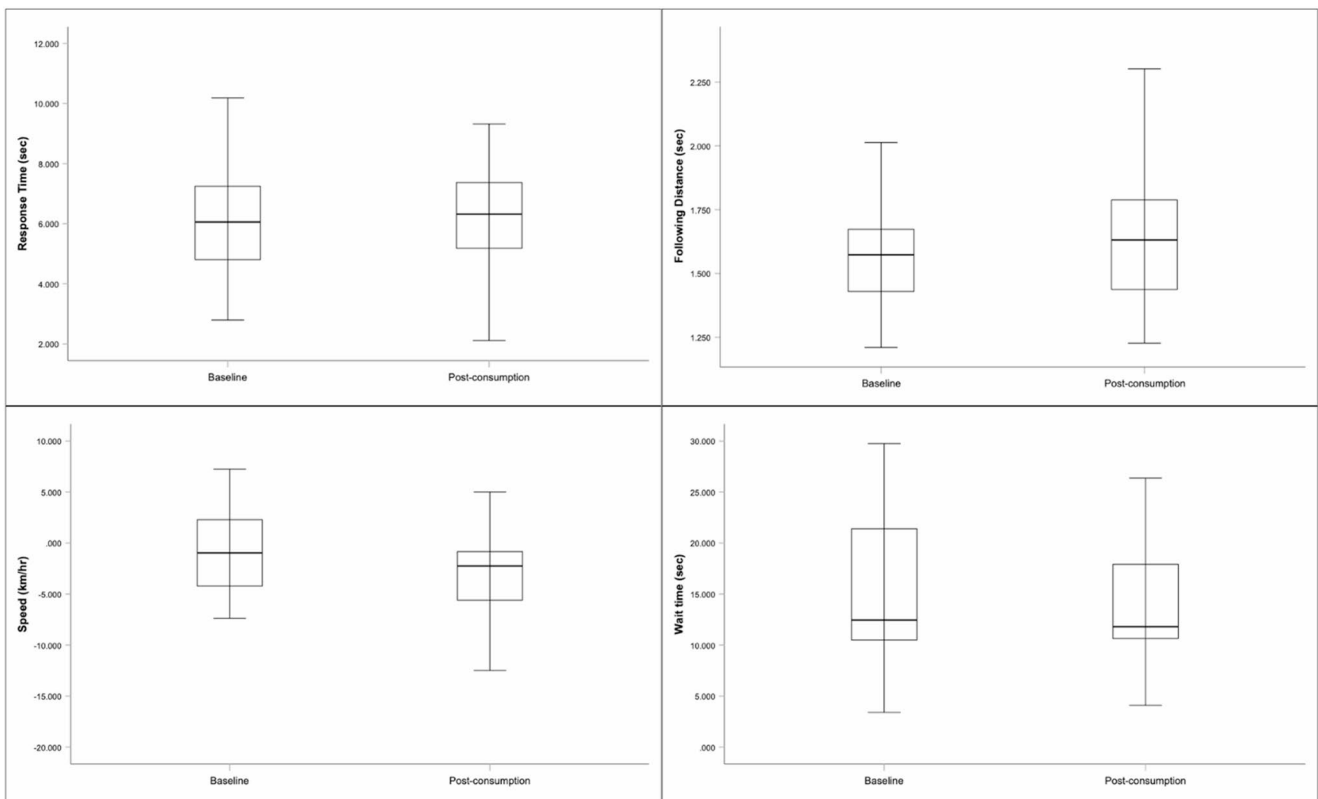 Response Time (sec)
12.000
10.000
8.000
6.000
4.000
2.000
Baseline
Post-consumption
Following Distance (sec)
2.250
2.000
1.750
1.500
1.250
Baseline
Post-consumption
Speed (km/hr)
10.000
5.000
.000
-5.000
-10.000
-15.000
-20.000
Baseline
Post-consumption
Wait time (sec)
30.000
25.000
20.000
15.000
10.000
5.000
.000
Baseline
Post-consumption